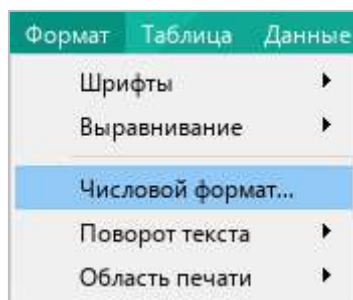 Формат Таблица Данные
Шрифты
Выравнивание
Числовой формат...
Поворот текста
Область печати